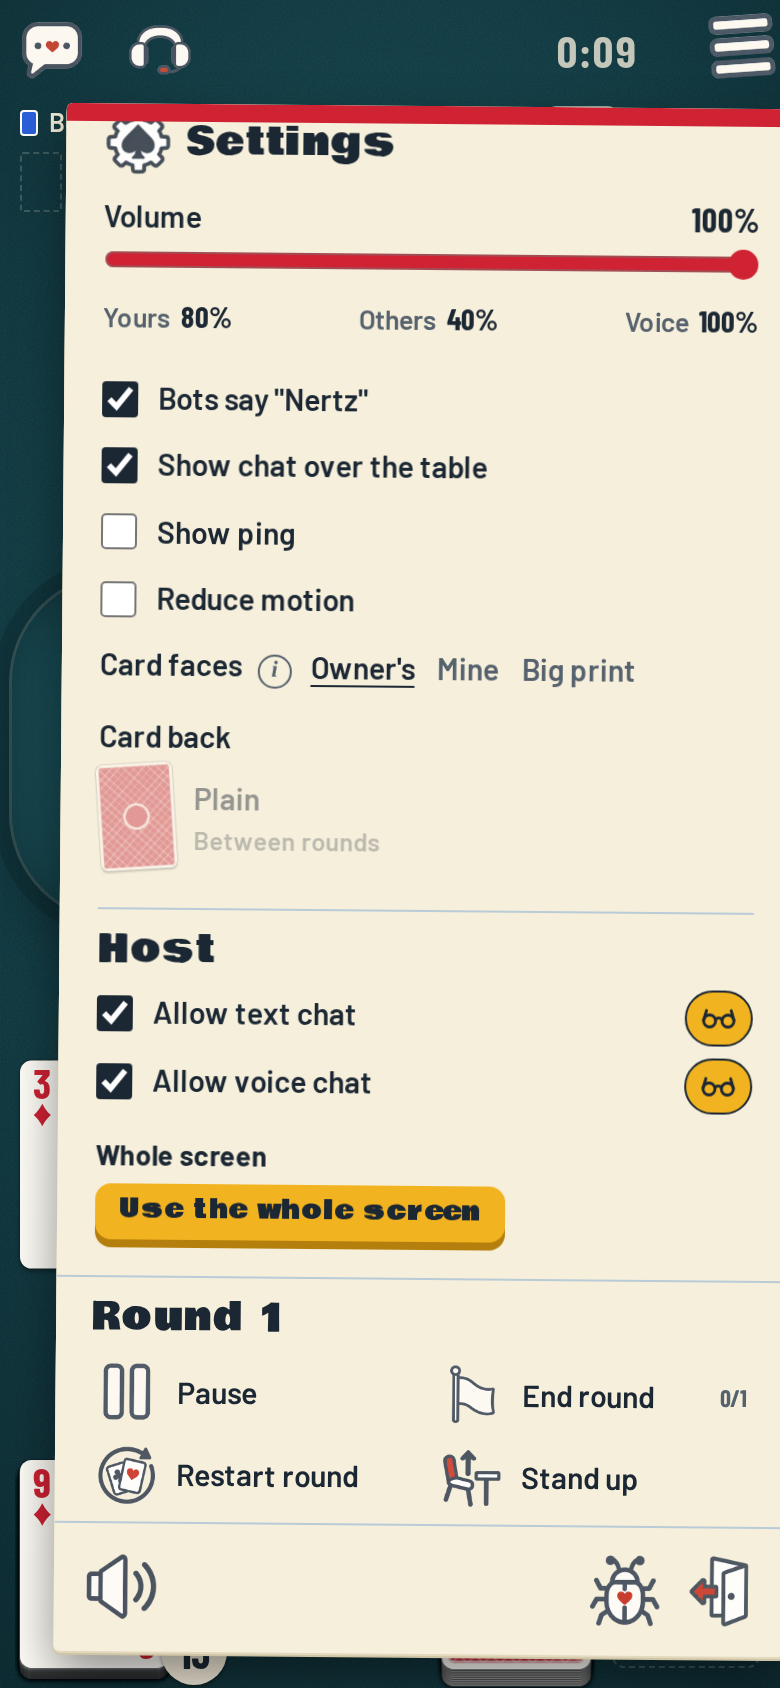 0:09
B
Settings
Volume 100%
Yours 80% Others 40% Voice 100%
Bots say "Nertz"
Show chat over the table
Show ping
Reduce motion
Card faces i Owner's Mine Big print
Card back
Plain
Between rounds
Host
Allow text chat
Allow voice chat
3
Whole screen
Use the whole screen
Round 1
Pause End round 0/1
9
Restart round Stand up